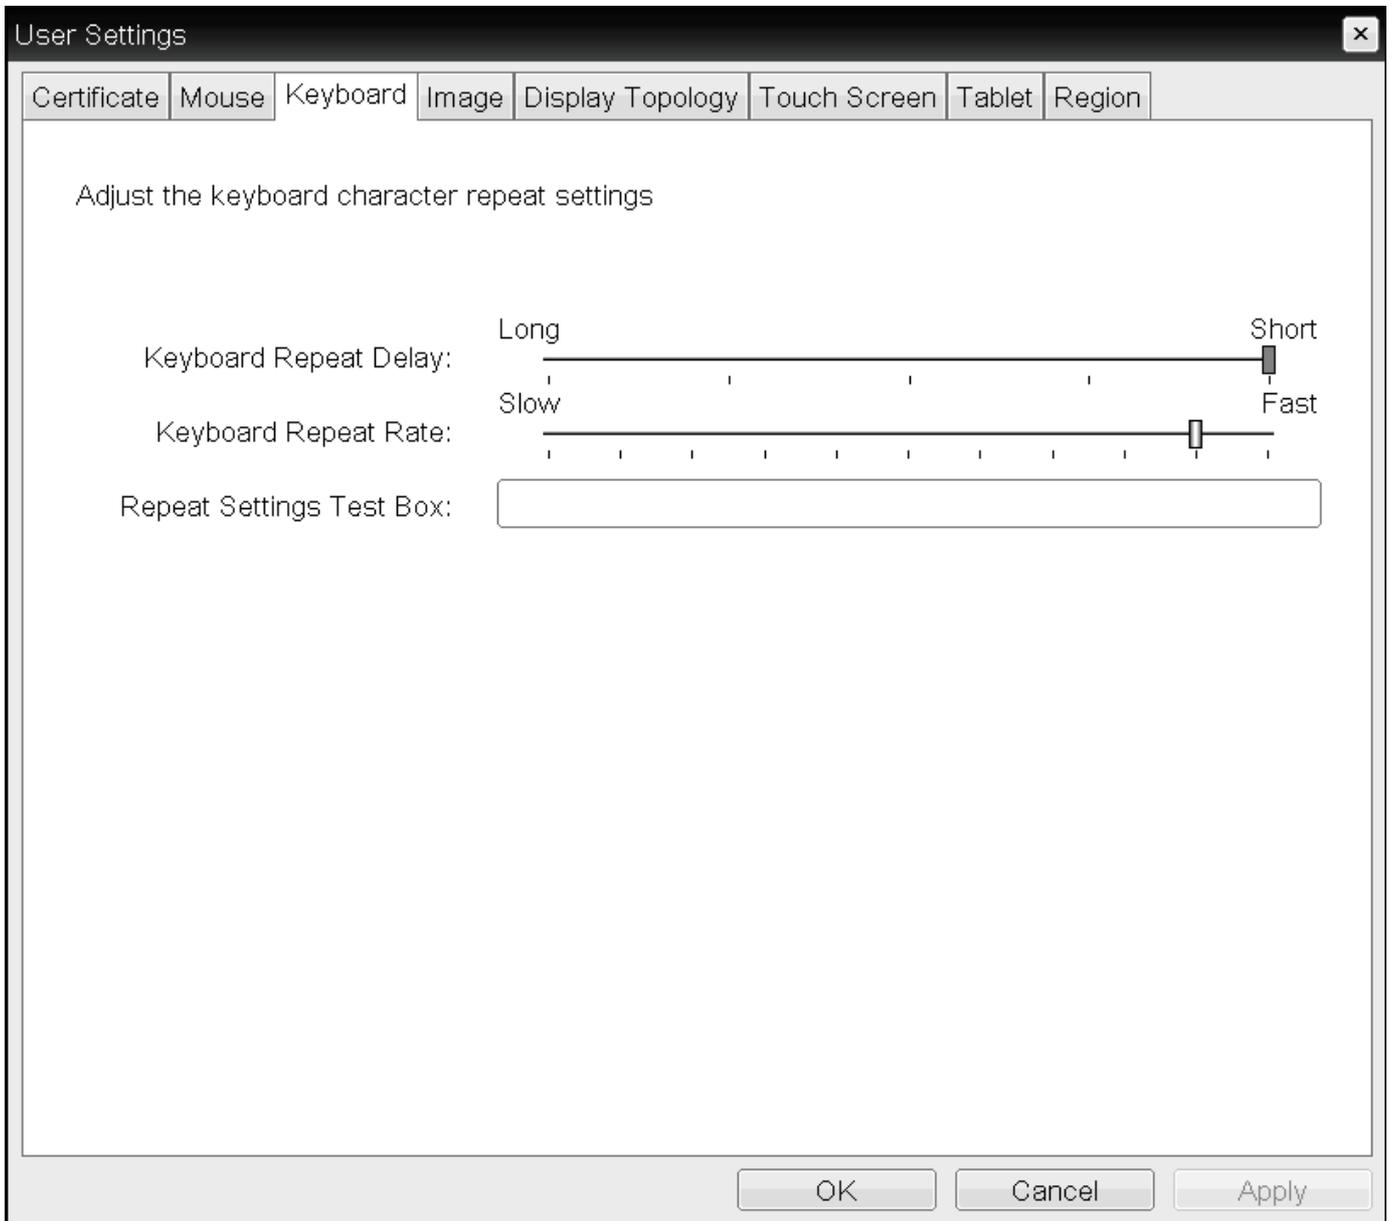 User Settings
Certificate Mouse Keyboard Image Display Topology Touch Screen Tablet Region
Adjust the keyboard character repeat settings
Long Short
Keyboard Repeat Delay:
Slow Fast
Keyboard Repeat Rate:
Repeat Settings Test Box:
OK Cancel Apply